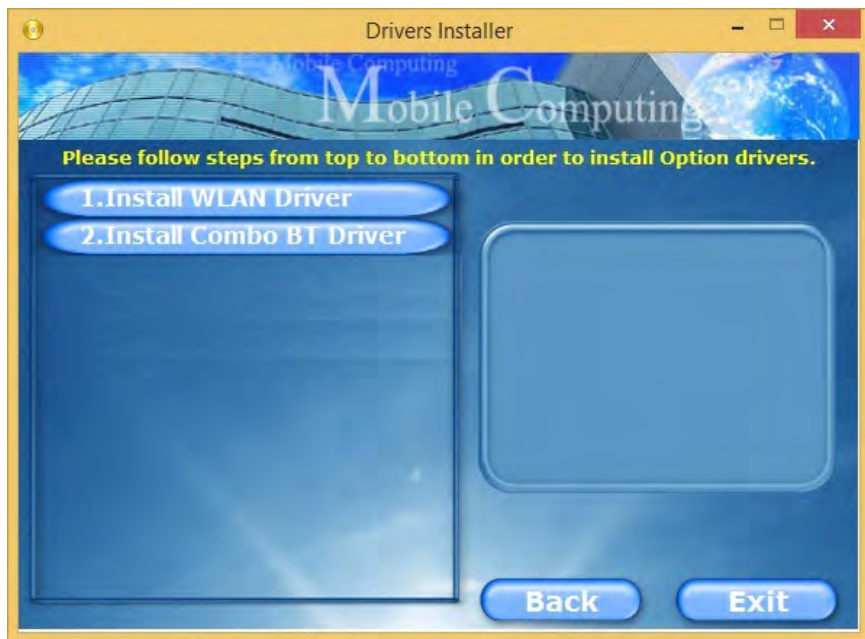 Drivers Installer
Mobile Computing
Mobile Computing
Please follow steps from top to bottom in order to install Option drivers.
1.Install WLAN Driver
2.Install Combo BT Driver
Back
Exit